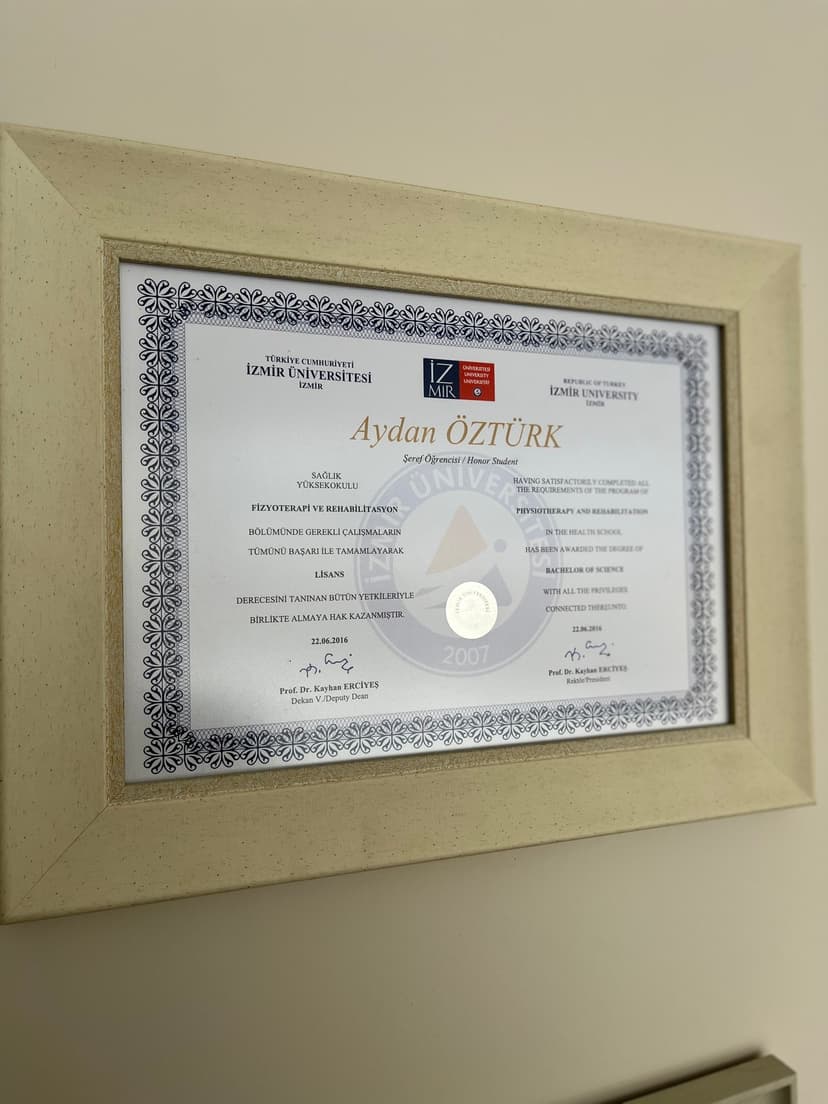 TÜRKİYE CUMHURİYETİ
İZMİR ÜNİVERSİTESİ
İZMİR
İZ
MİR
ÜNİVERSİTESİ
UNIVERSITY
UNIVERSITÄT
REPUBLIC OF TURKEY
İZMİR UNIVERSITY
İZMİR
Aydan ÖZTÜRK
Şeref Öğrencisi / Honor Student
SAĞLIK
YÜKSEKOKULU
FİZYOTERAPİ VE REHABİLİTASYON
BÖLÜMÜNDE GEREKLİ ÇALIŞMALARIN
TÜMÜNÜ BAŞARI İLE TAMAMLAYARAK
LİSANS
DERECESİNİ TANINAN BÜTÜN YETKİLERİYLE
BİRLİKTE ALMAYA HAK KAZANMIŞTIR.
22.06.2016
Prof. Dr. Kayhan ERCİYEŞ
Dekan V./Deputy Dean
HAVING SATISFACTORILY COMPLETED ALL
THE REQUIREMENTS OF THE PROGRAM OF
PHYSIOTHERAPY AND REHABILITATION
IN THE HEALTH SCHOOL
HAS BEEN AWARDED THE DEGREE OF
BACHELOR OF SCIENCE
WITH ALL THE PRIVILEGES
CONNECTED THEREUNTO.
22.06.2016
Prof. Dr. Kayhan ERCİYEŞ
Rektör/President
İZMİR ÜNİVERSİTESİ
2007